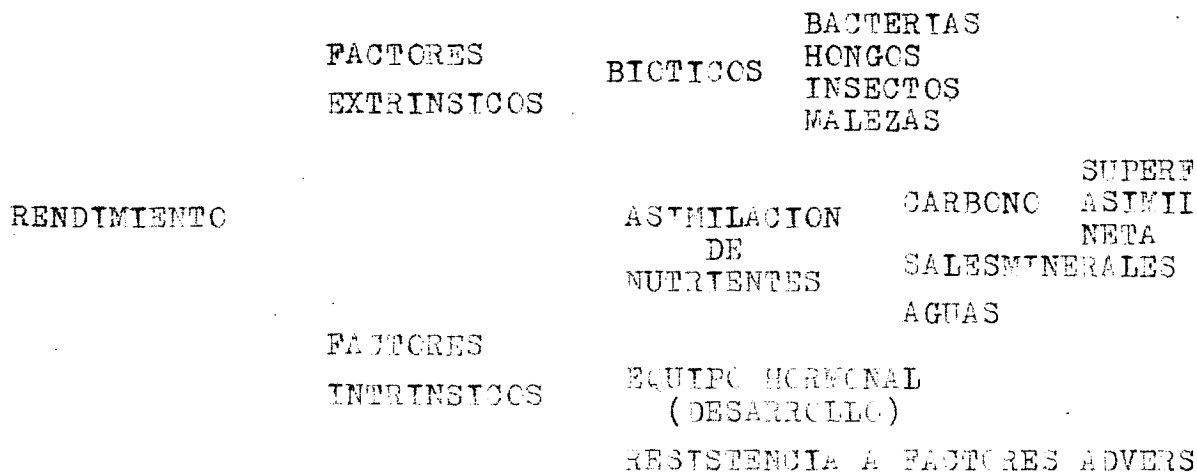 BACTERIAS
FACTORES
HONGOS
BIOTICOS
EXTRINSICOS
INSECTOS
MALEZAS
RENDIMIENTO
ASIMILACION
DE
NUTRIENTES
CARBONO
SUPERF
ASIMIL
NETA
SALESMINERALES
AGUAS
FACTORES
INTRINSICOS
EQUIPO HORMONAL
(DESARROLLO)
RESISTENCIA A FACTORES ADVERS